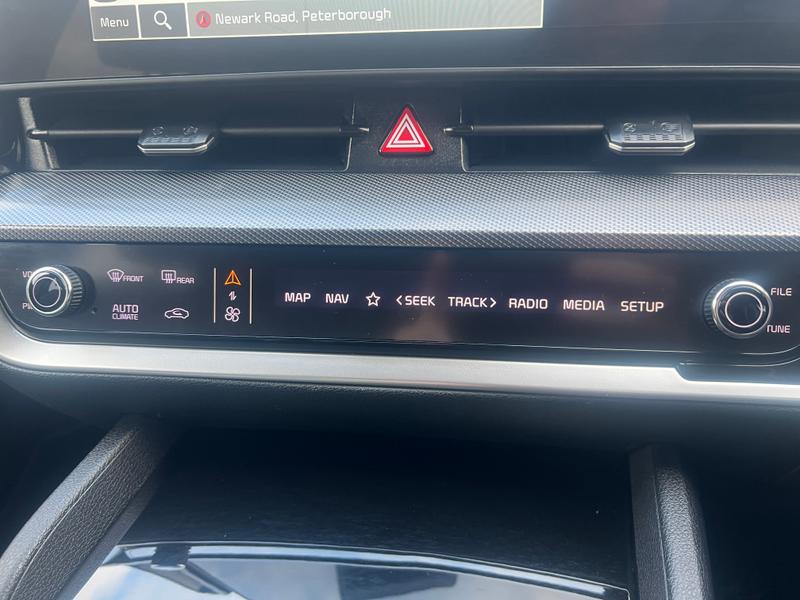 Menu
Newark Road, Peterborough
FRONT
REAR
AUTO
CLIMATE
MAP NAV <SEEK TRACK> RADIO MEDIA SETUP
FILE
TUNE